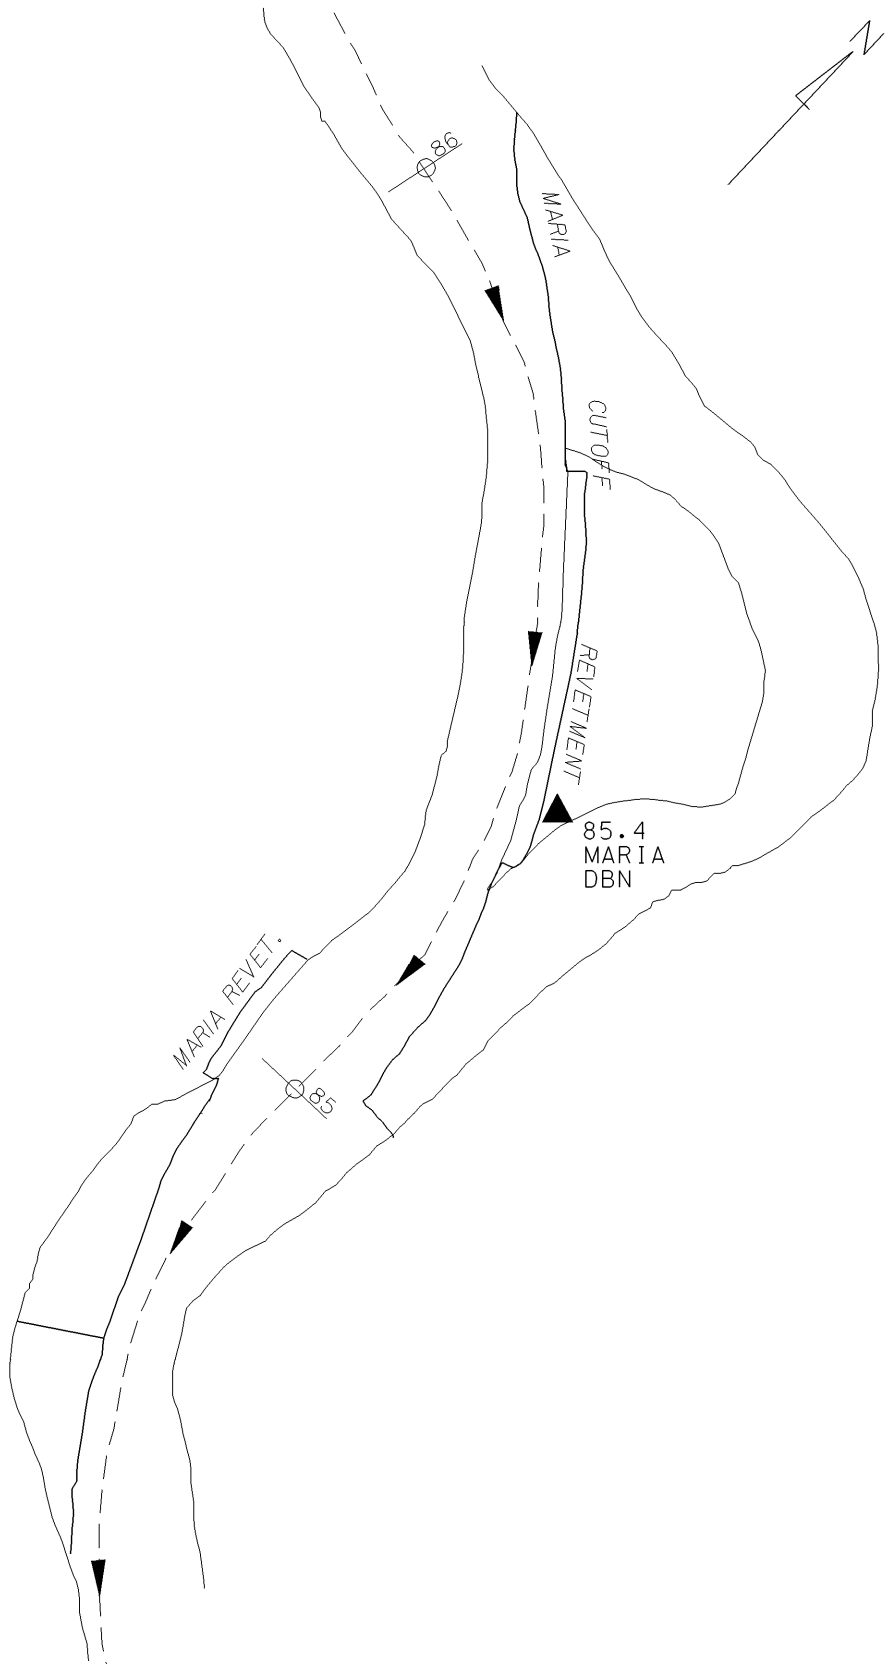 N
86
MARIA
CUTOFF
REVETMENT
85.4
MARIA
DBN
MARIA REVET.
85